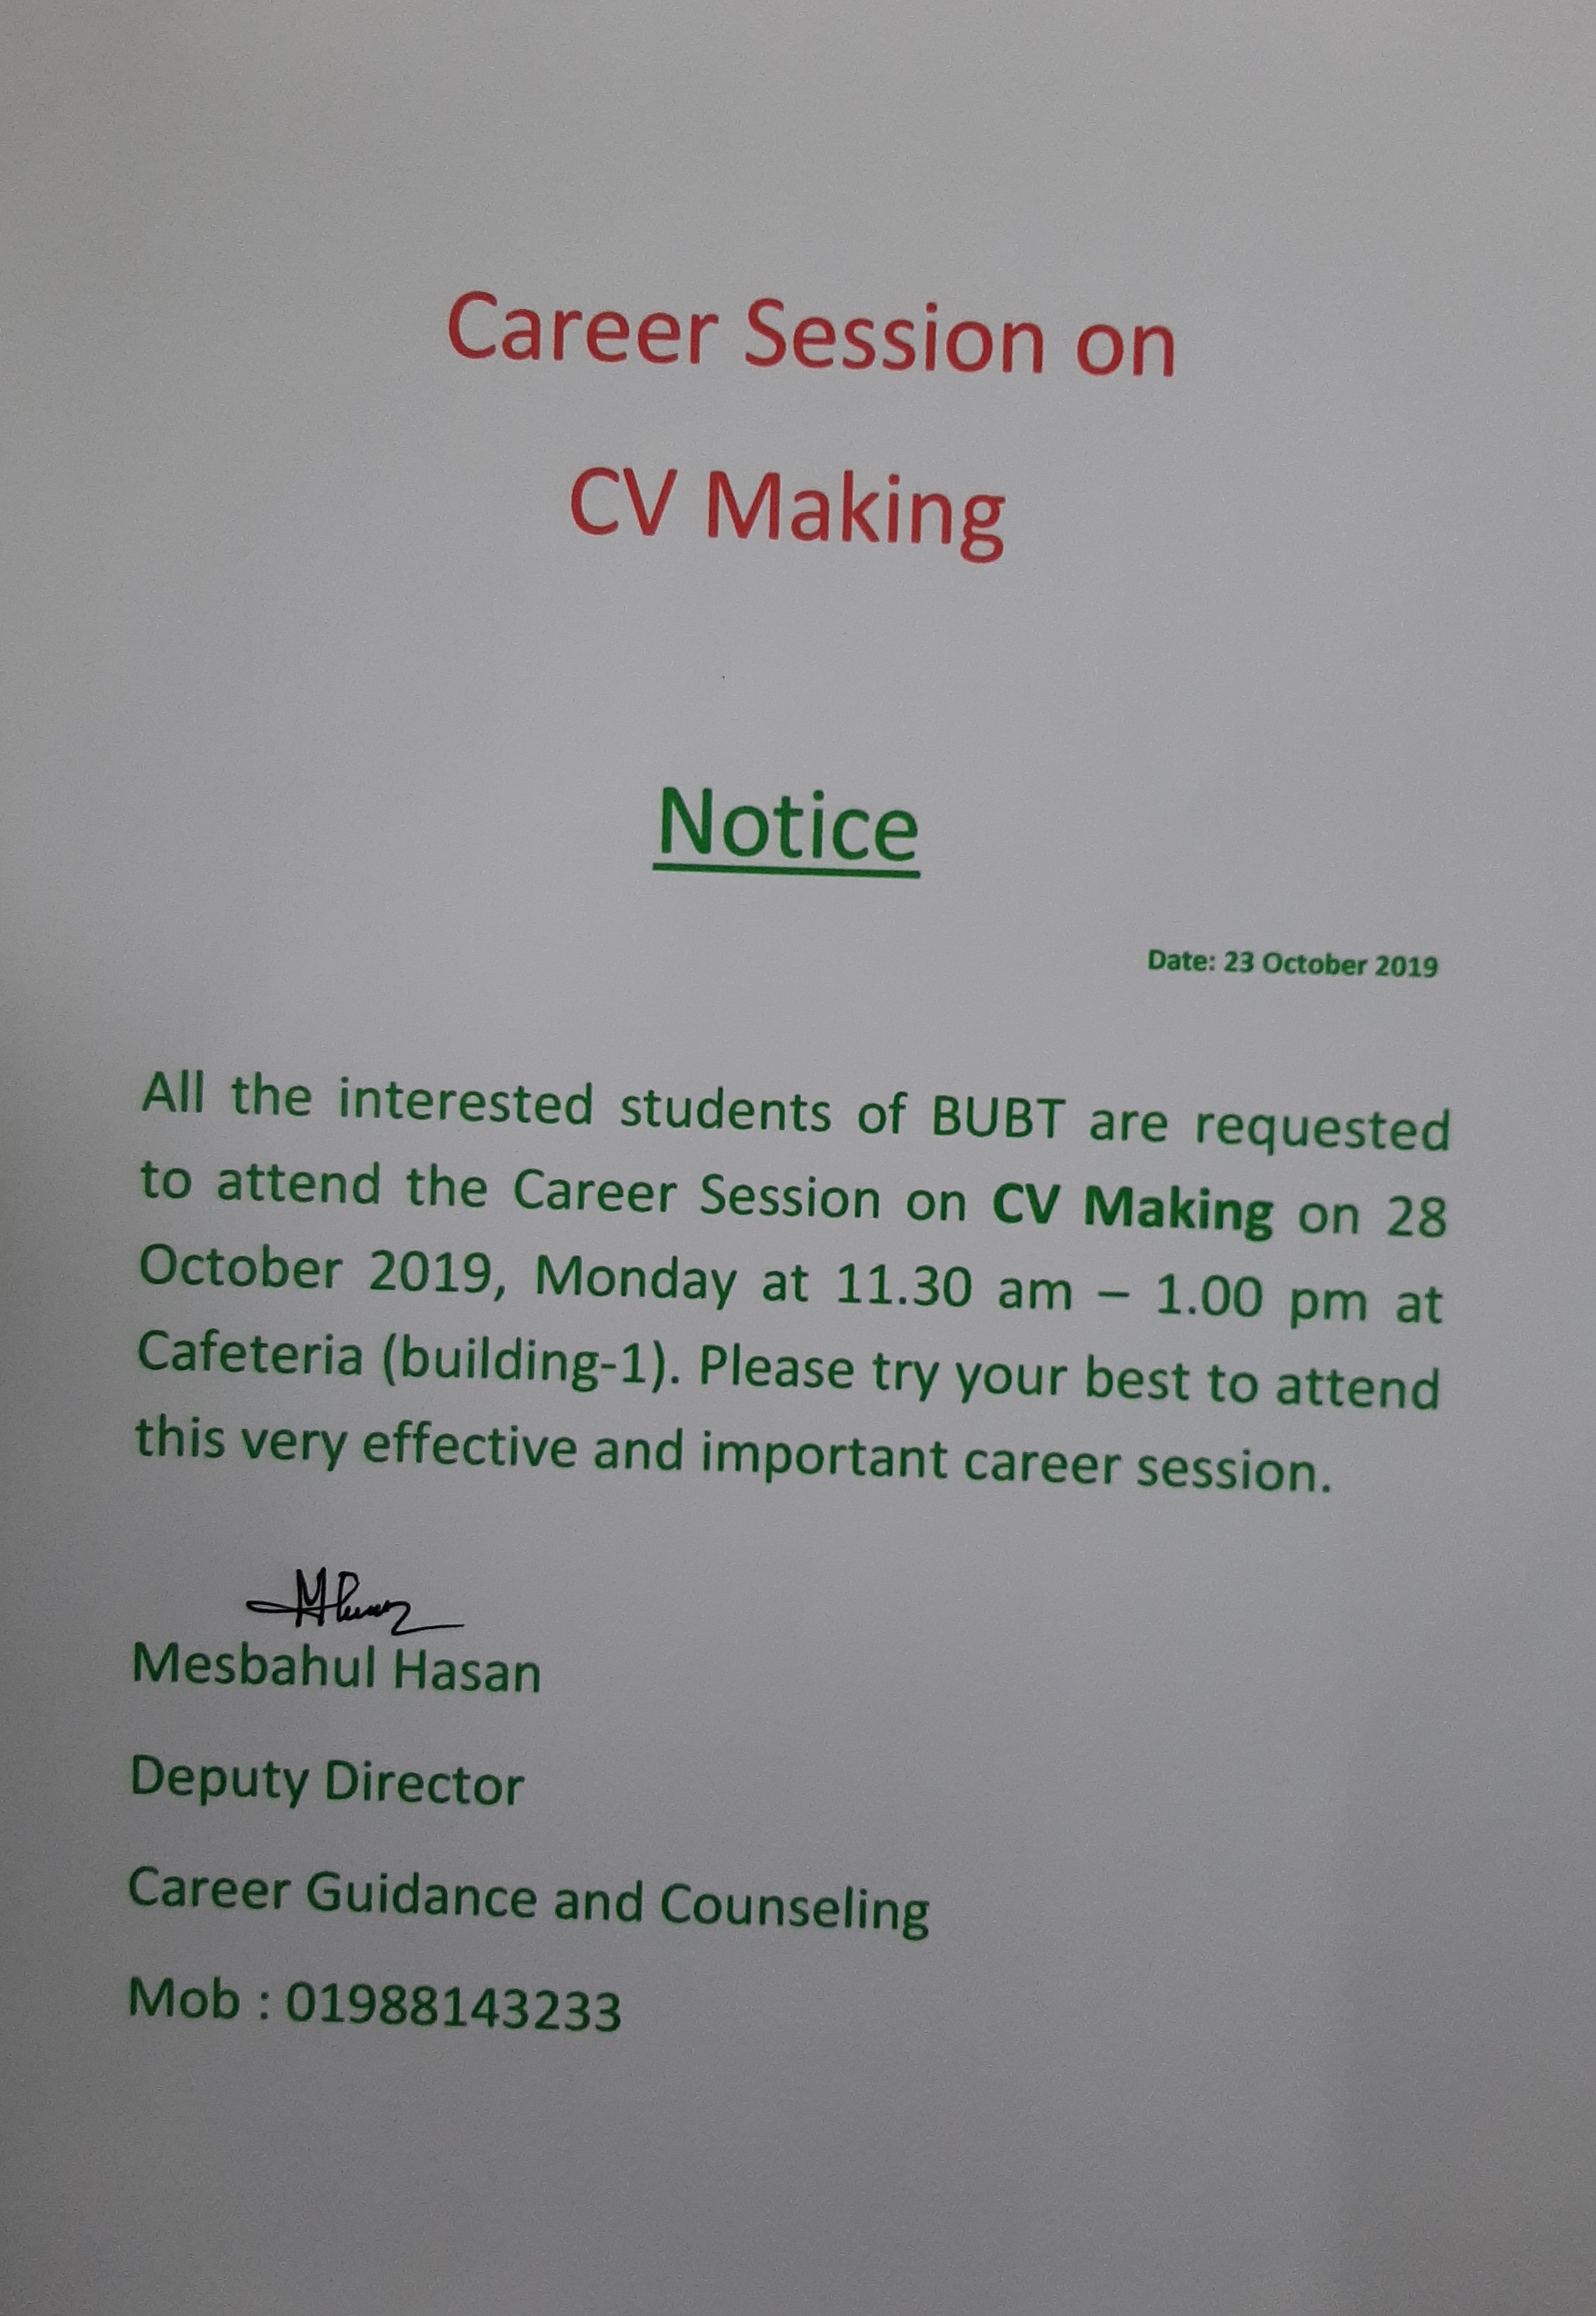 Career Session on
CV Making
Notice
Date: 23 October 2019
All the interested students of BUBT are requested
to attend the Career Session on CV Making on 28
October 2019, Monday at 11.30 am – 1.00 pm at
Cafeteria (building-1). Please try your best to attend
this very effective and important career session.
Mesbahul Hasan
Deputy Director
Career Guidance and Counseling
Mob : 01988143233